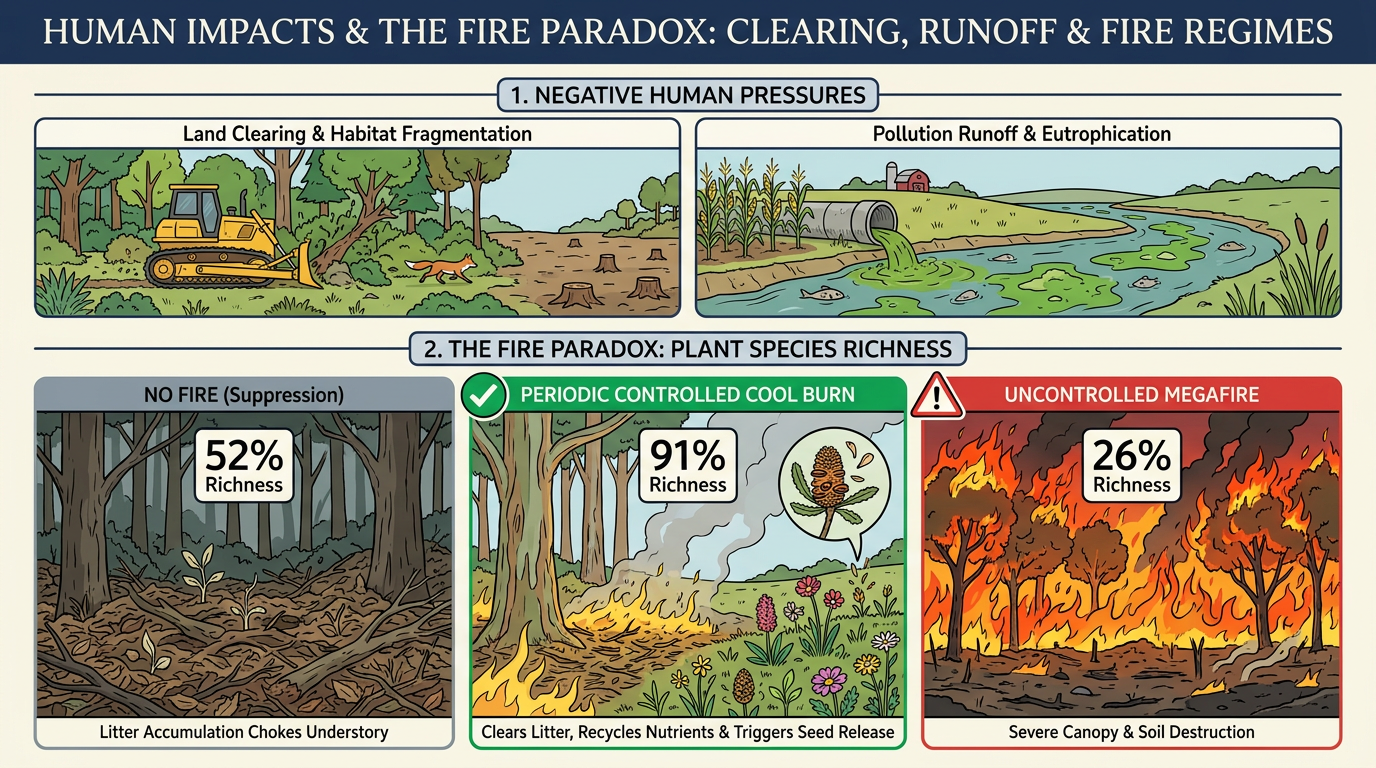 HUMAN IMPACTS & THE FIRE PARADOX: CLEARING, RUNOFF & FIRE REGIMES
1. NEGATIVE HUMAN PRESSURES
Land Clearing & Habitat Fragmentation
Pollution Runoff & Eutrophication
2. THE FIRE PARADOX: PLANT SPECIES RICHNESS
NO FIRE (Suppression)
52%
Richness
Litter Accumulation Chokes Understory
PERIODIC CONTROLLED COOL BURN
91%
Richness
Clears Litter, Recycles Nutrients & Triggers Seed Release
UNCONTROLLED MEGAFIRE
26%
Richness
Severe Canopy & Soil Destruction